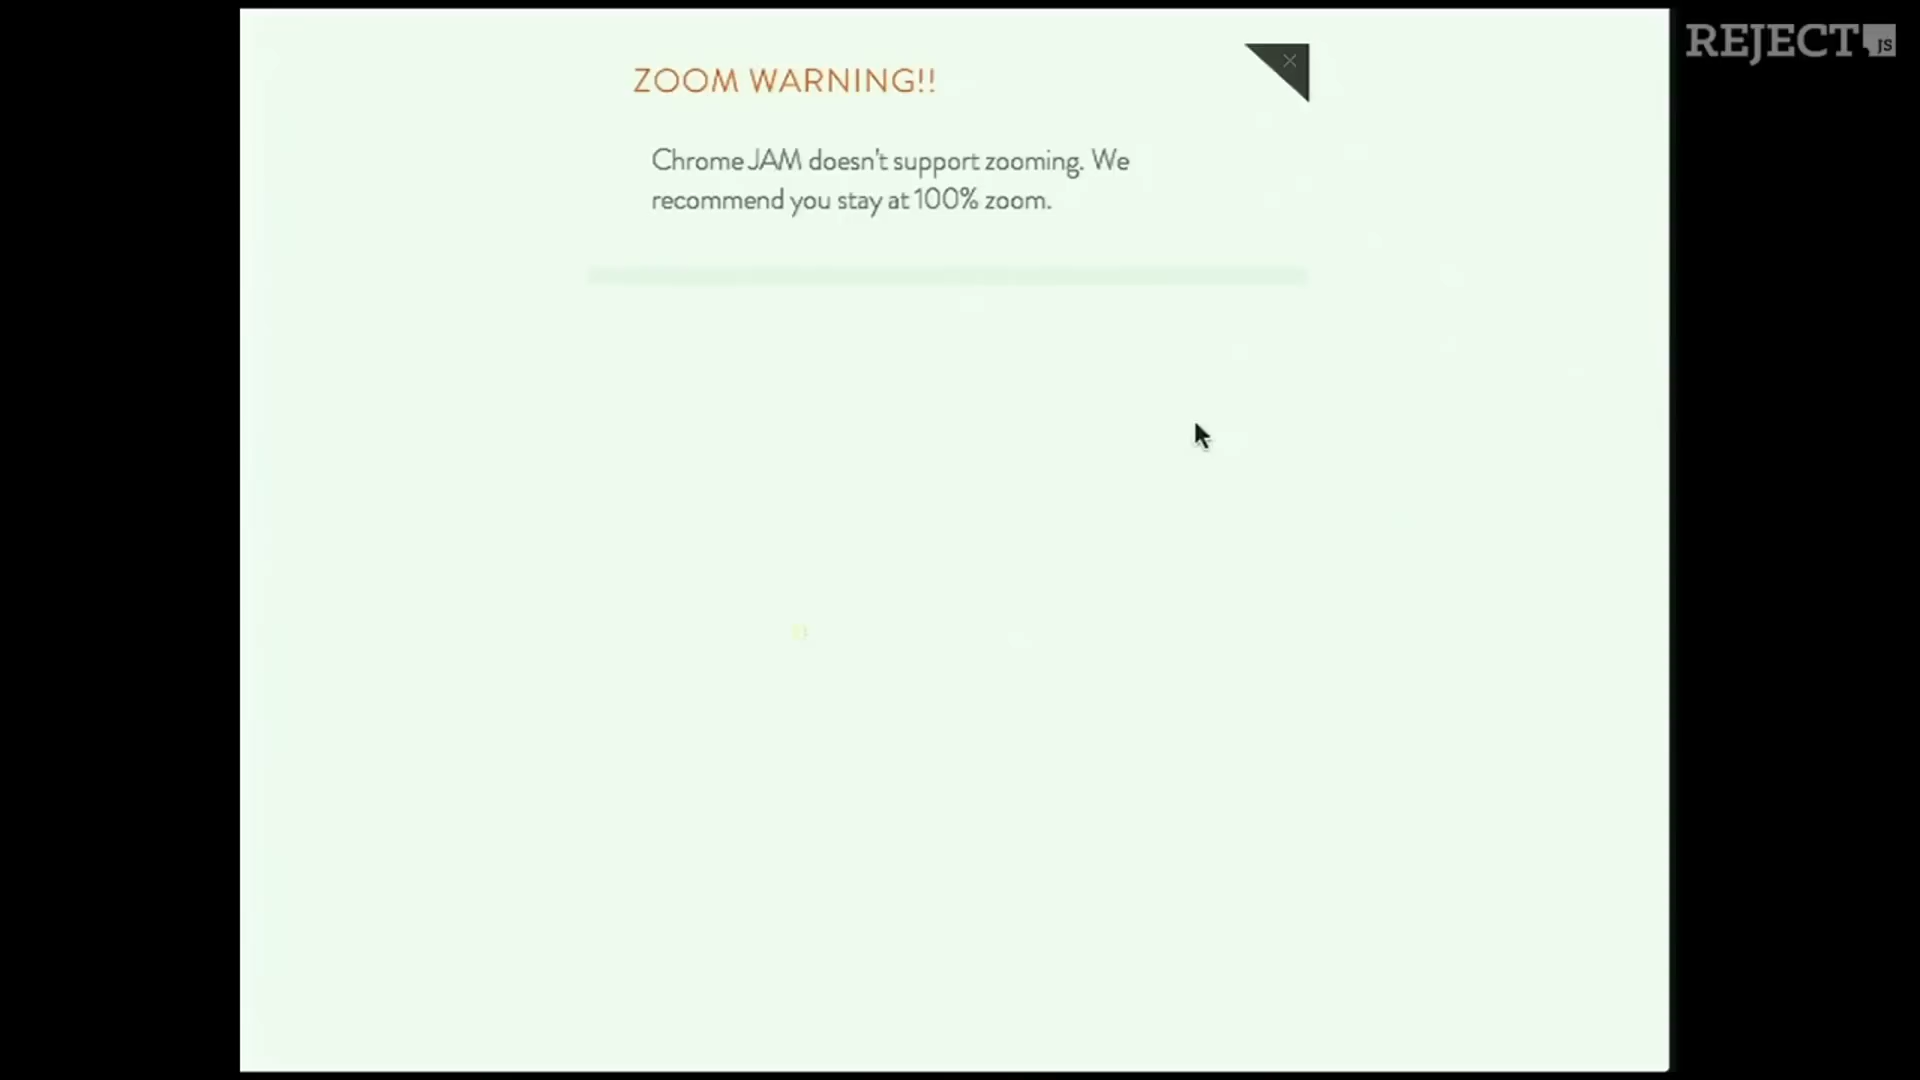 REJECT.JS
ZOOM WARNING!!
Chrome JAM doesn't support zooming. We
recommend you stay at 100% zoom.